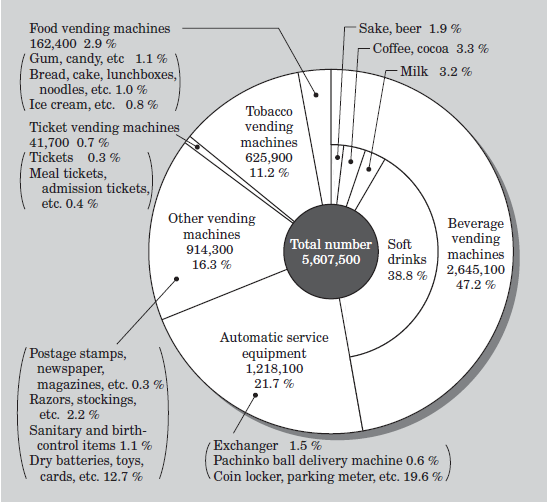 Food vending machines
162,400 2.9 %
Gum, candy, etc 1.1 %
Bread, cake, lunchboxes,
noodles, etc. 1.0 %
Ice cream, etc. 0.8 %
Ticket vending machines
41,700 0.7 %
Tickets 0.3 %
Meal tickets,
admission tickets,
etc. 0.4 %
Sake, beer 1.9 %
Coffee, cocoa 3.3 %
Milk 3.2 %
Tobacco
vending
machines
625,900
11.2 %
Other vending
machines
914,300
16.3 %
Total number
5,607,500
Soft
drinks
38.8 %
Beverage
vending
machines
2,645,100
47.2 %
Automatic service
equipment
1,218,100
21.7 %
Postage stamps,
newspaper,
magazines, etc. 0.3 %
Razors, stockings,
etc. 2.2 %
Sanitary and birth-
control items 1.1 %
Dry batteries, toys,
cards, etc. 12.7 %
Exchanger 1.5 %
Pachinko ball delivery machine 0.6 %
Coin locker, parking meter, etc. 19.6 %